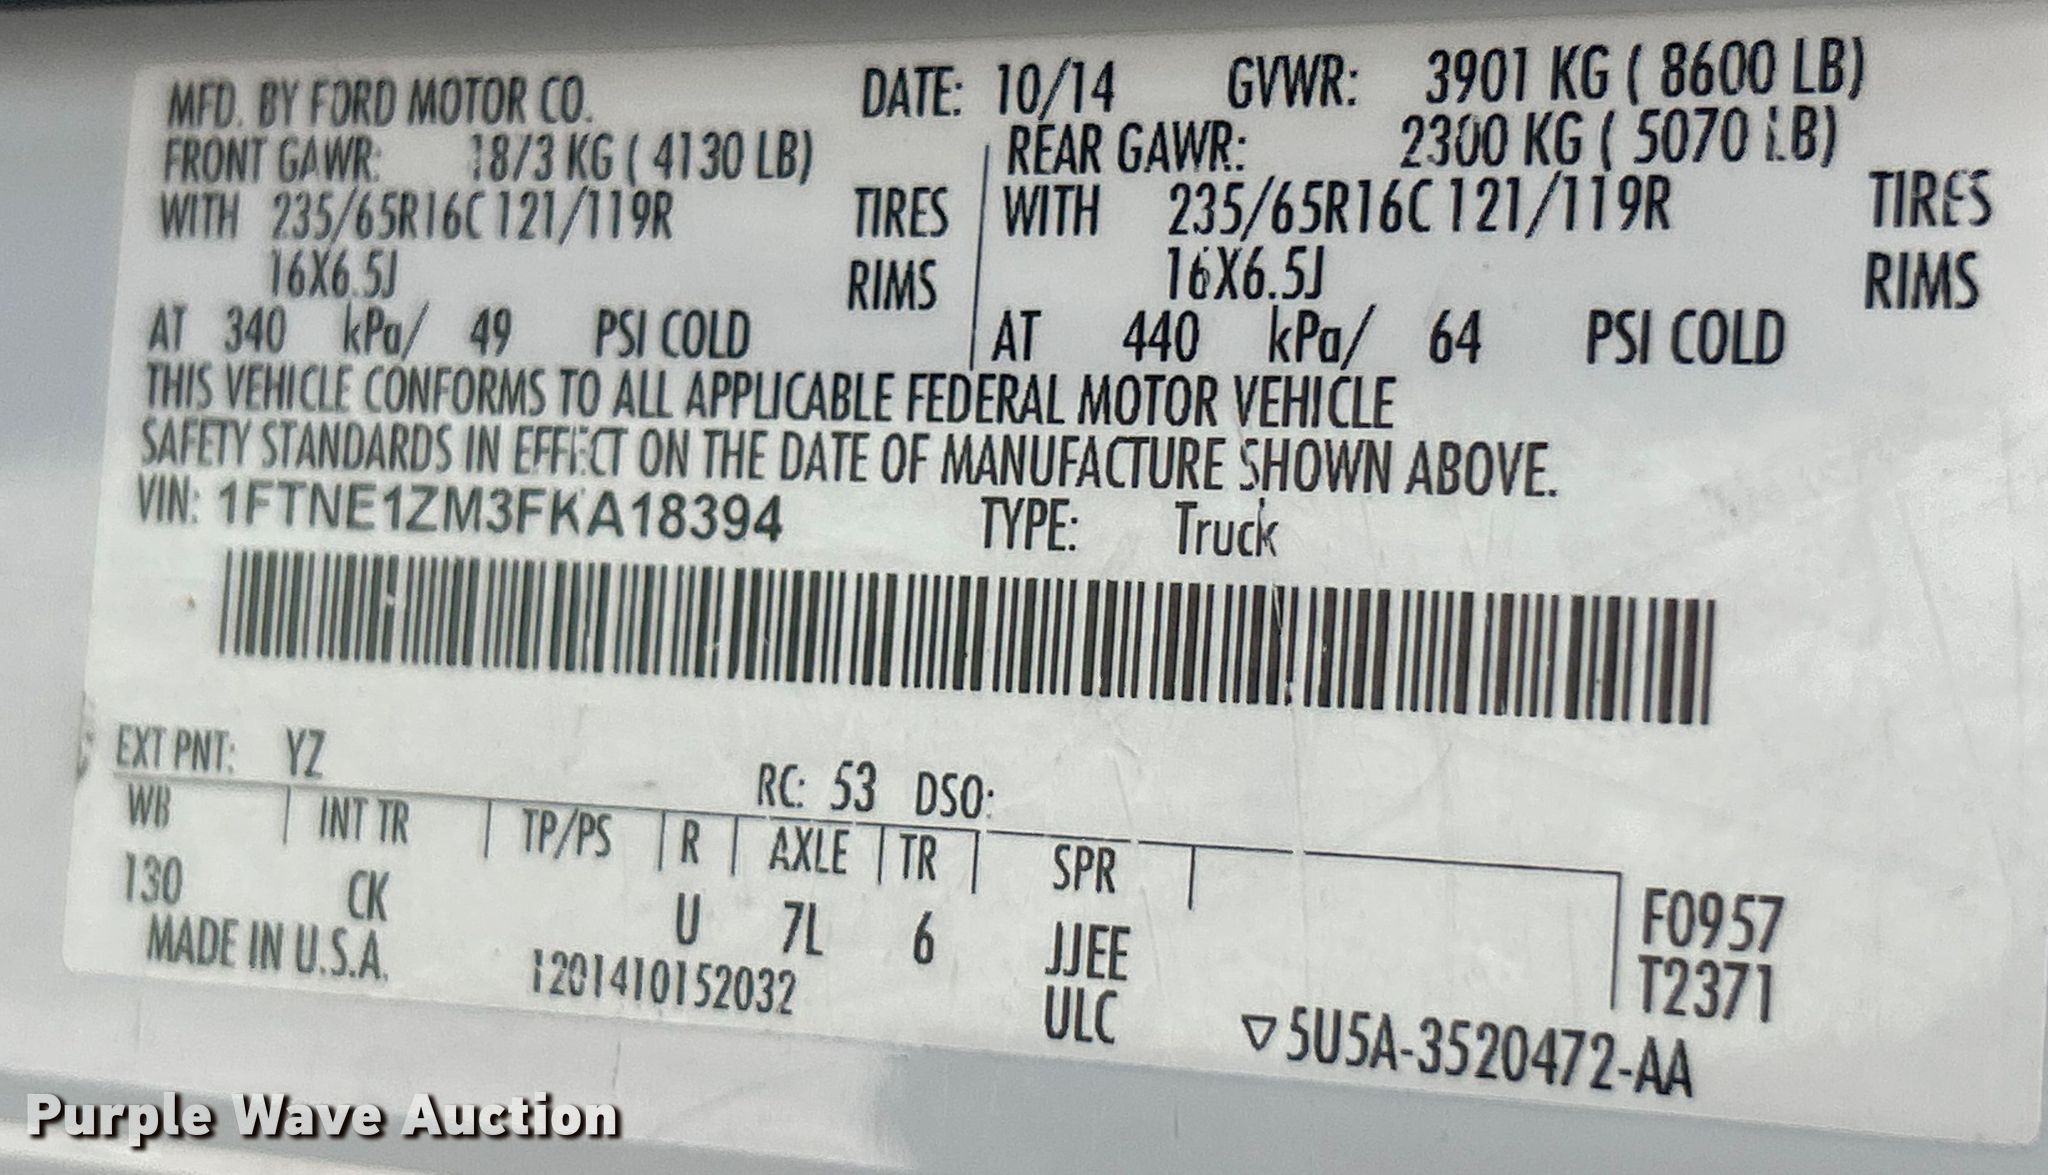 MFD. BY FORD MOTOR CO. DATE: 10/14 GVWR: 3901 KG ( 8600 LB)
FRONT GAWR: 1873 KG ( 4130 LB) REAR GAWR: 2300 KG ( 5070 LB)
WITH 235/65R16C 121/119R TIRES WITH 235/65R16C 121/119R TIRES
16X6.5J RIMS 16X6.5J RIMS
AT 340 kPa/ 49 PSI COLD AT 440 kPa/ 64 PSI COLD
THIS VEHICLE CONFORMS TO ALL APPLICABLE FEDERAL MOTOR VEHICLE
SAFETY STANDARDS IN EFFECT ON THE DATE OF MANUFACTURE SHOWN ABOVE.
VIN: 1FTNE1ZM3FKA18394 TYPE: Truck
EXT PNT: YZ RC: 53 DSO:
WB INT TR TP/PS R AXLE TR SPR
130 CK U 7L 6 JJEE F0957
MADE IN U.S.A. 1201410152032 ULC T2371
▽5U5A-3520472-AA
Purple Wave Auction